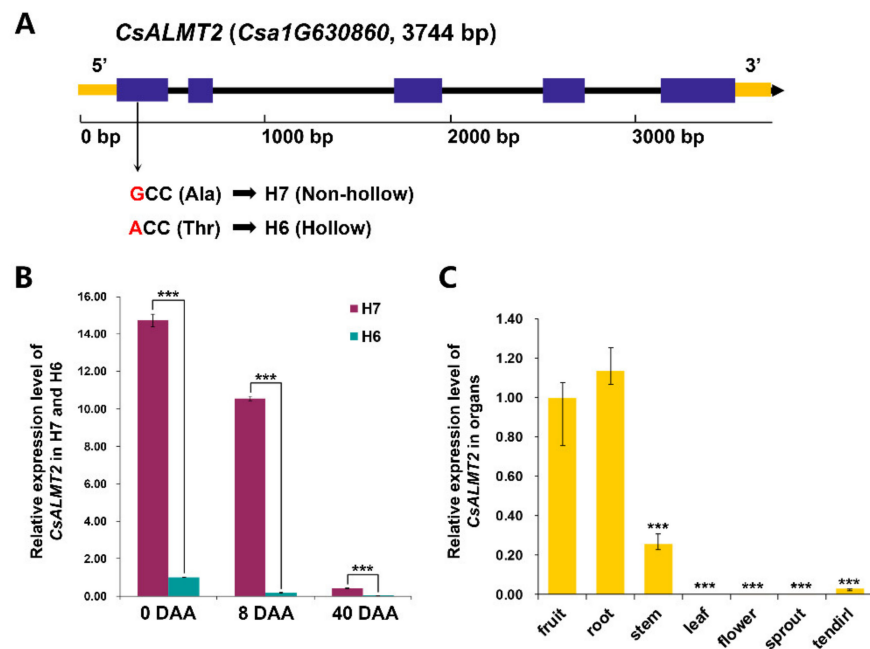 A
CsALMT2 (Csa1G630860, 3744 bp)
5’ 3’
0 bp 1000 bp 2000 bp 3000 bp
GCC (Ala) H7 (Non-hollow)
ACC (Thr) H6 (Hollow)
B
Relative expression level of
CsALMT2 in H7 and H6
16.00
14.00
12.00
10.00
8.00
6.00
4.00
2.00
0.00
***
***
***
H7
H6
0 DAA 8 DAA 40 DAA
C
Relative expression level of
CsALMT2 in organs
1.40
1.20
1.00
0.80
0.60
0.40
0.20
0.00
*** *** *** *** ***
fruit root stem leaf flower sprout tendirl